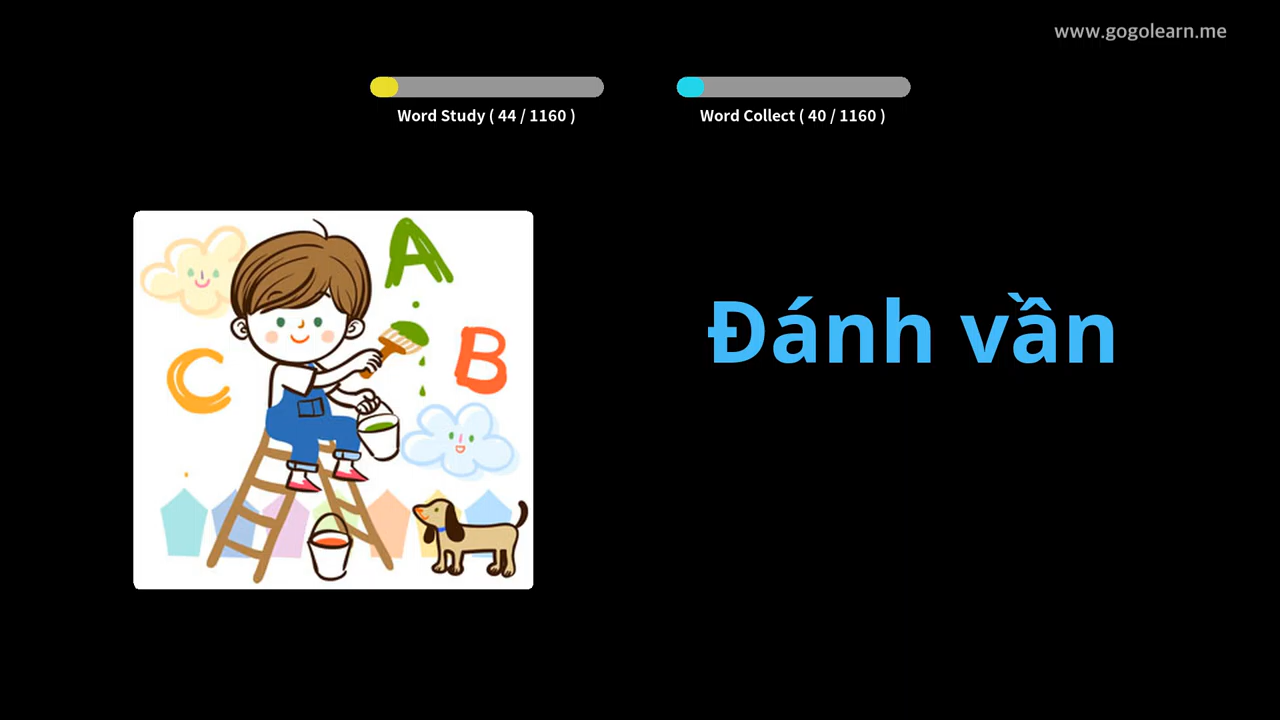 www.gogolearn.me
Word Study ( 44 / 1160 )
Word Collect ( 40 / 1160 )
A
B
C
Đánh vần